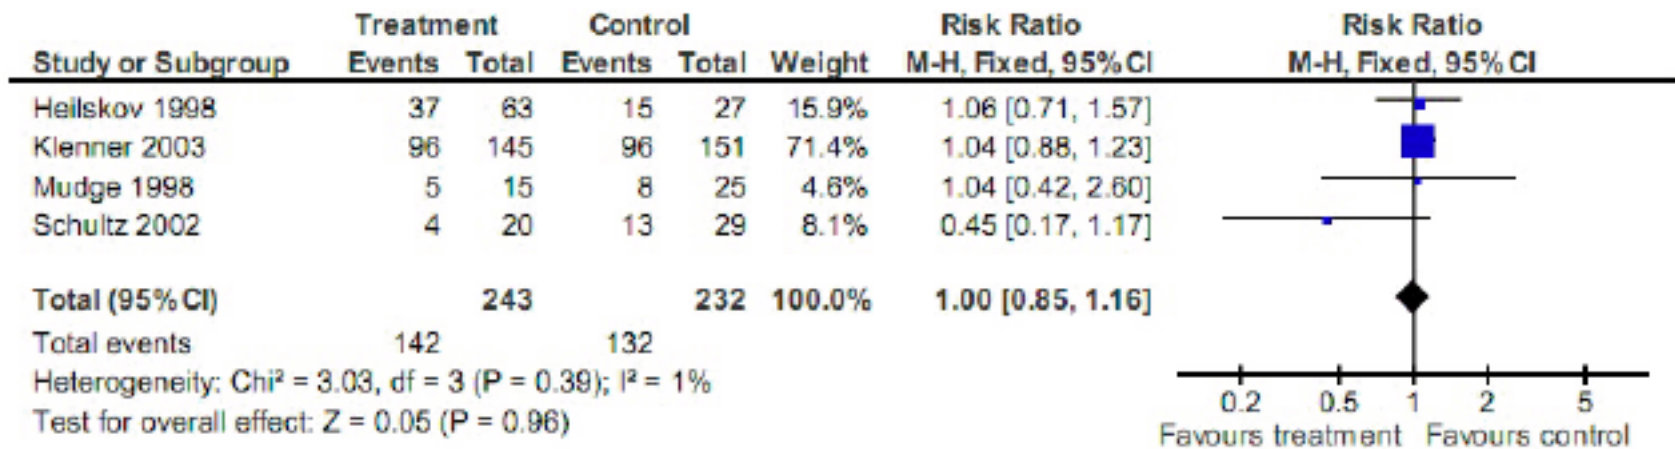 Treatment Control Risk Ratio Risk Ratio
Study or Subgroup Events Total Events Total Weight M-H, Fixed, 95% CI M-H, Fixed, 95% CI
Heilskov 1998 37 63 15 27 15.9% 1.06 [0.71, 1.57]
Klenner 2003 96 145 96 151 71.4% 1.04 [0.88, 1.23]
Mudge 1998 5 15 8 25 4.6% 1.04 [0.42, 2.60]
Schultz 2002 4 20 13 29 8.1% 0.45 [0.17, 1.17]
Total (95% CI) 243 232 100.0% 1.00 [0.85, 1.16]
Total events 142 132
Heterogeneity: Chi² = 3.03, df = 3 (P = 0.39); I² = 1%
Test for overall effect: Z = 0.05 (P = 0.96)
0.2 0.5 1 2 5
Favours treatment Favours control